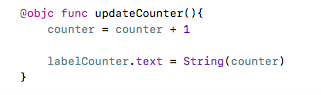 @objc func updateCounter(){
counter = counter + 1
labelCounter.text = String(counter)
}